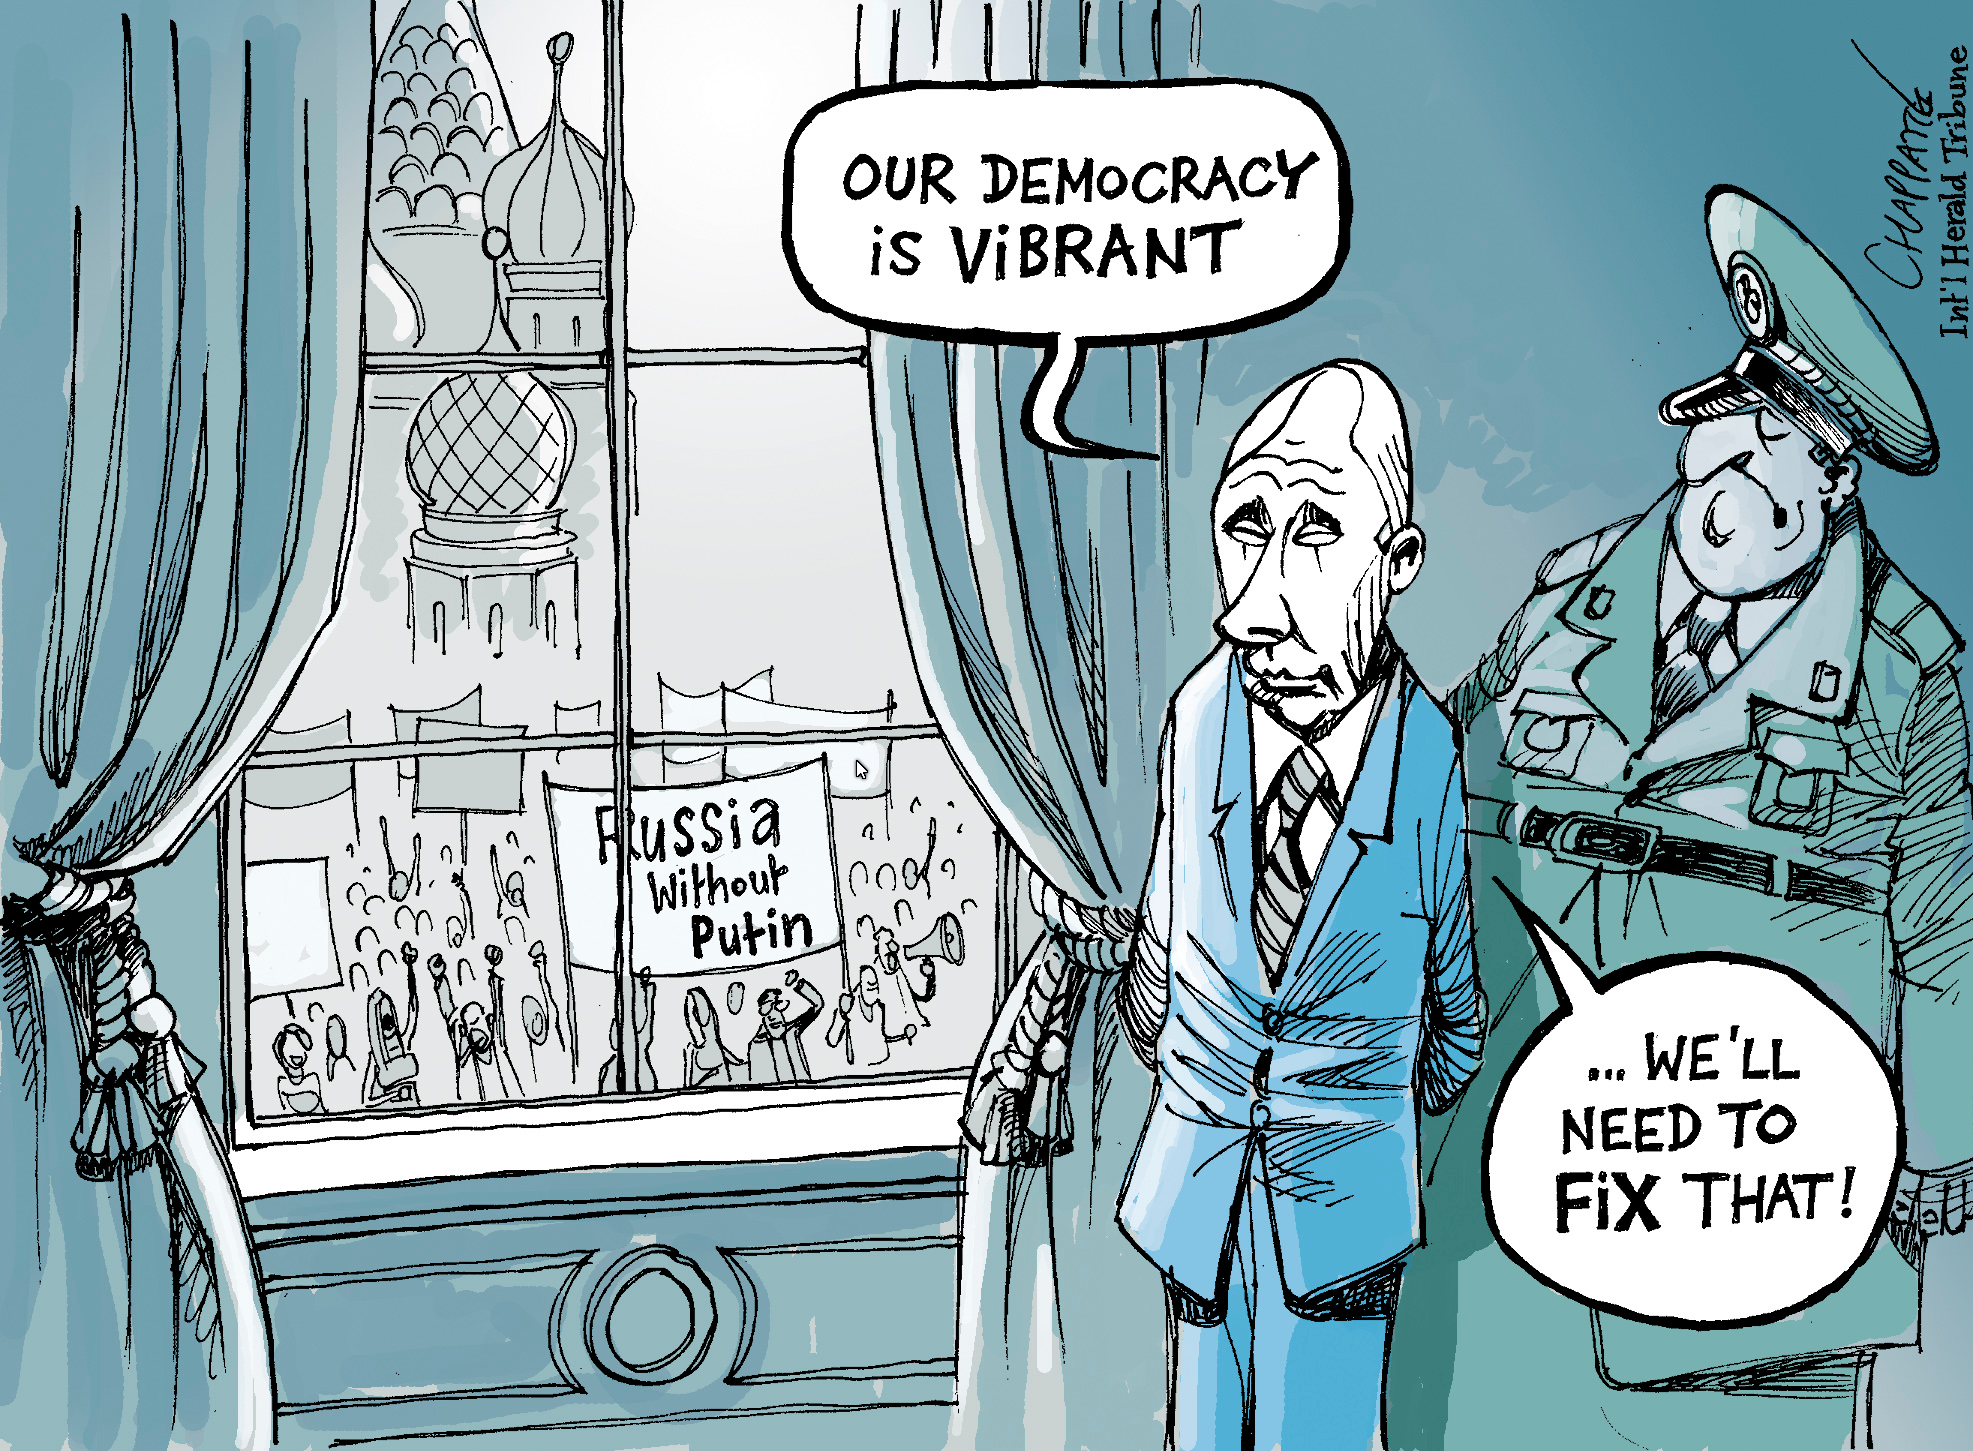 OUR DEMOCRACY
iS ViBRANT
RUSSiA
Without
Putin
... WE'LL
NEED TO
FiX THAT!
CHAPPATTE
Int'l Herald Tribune